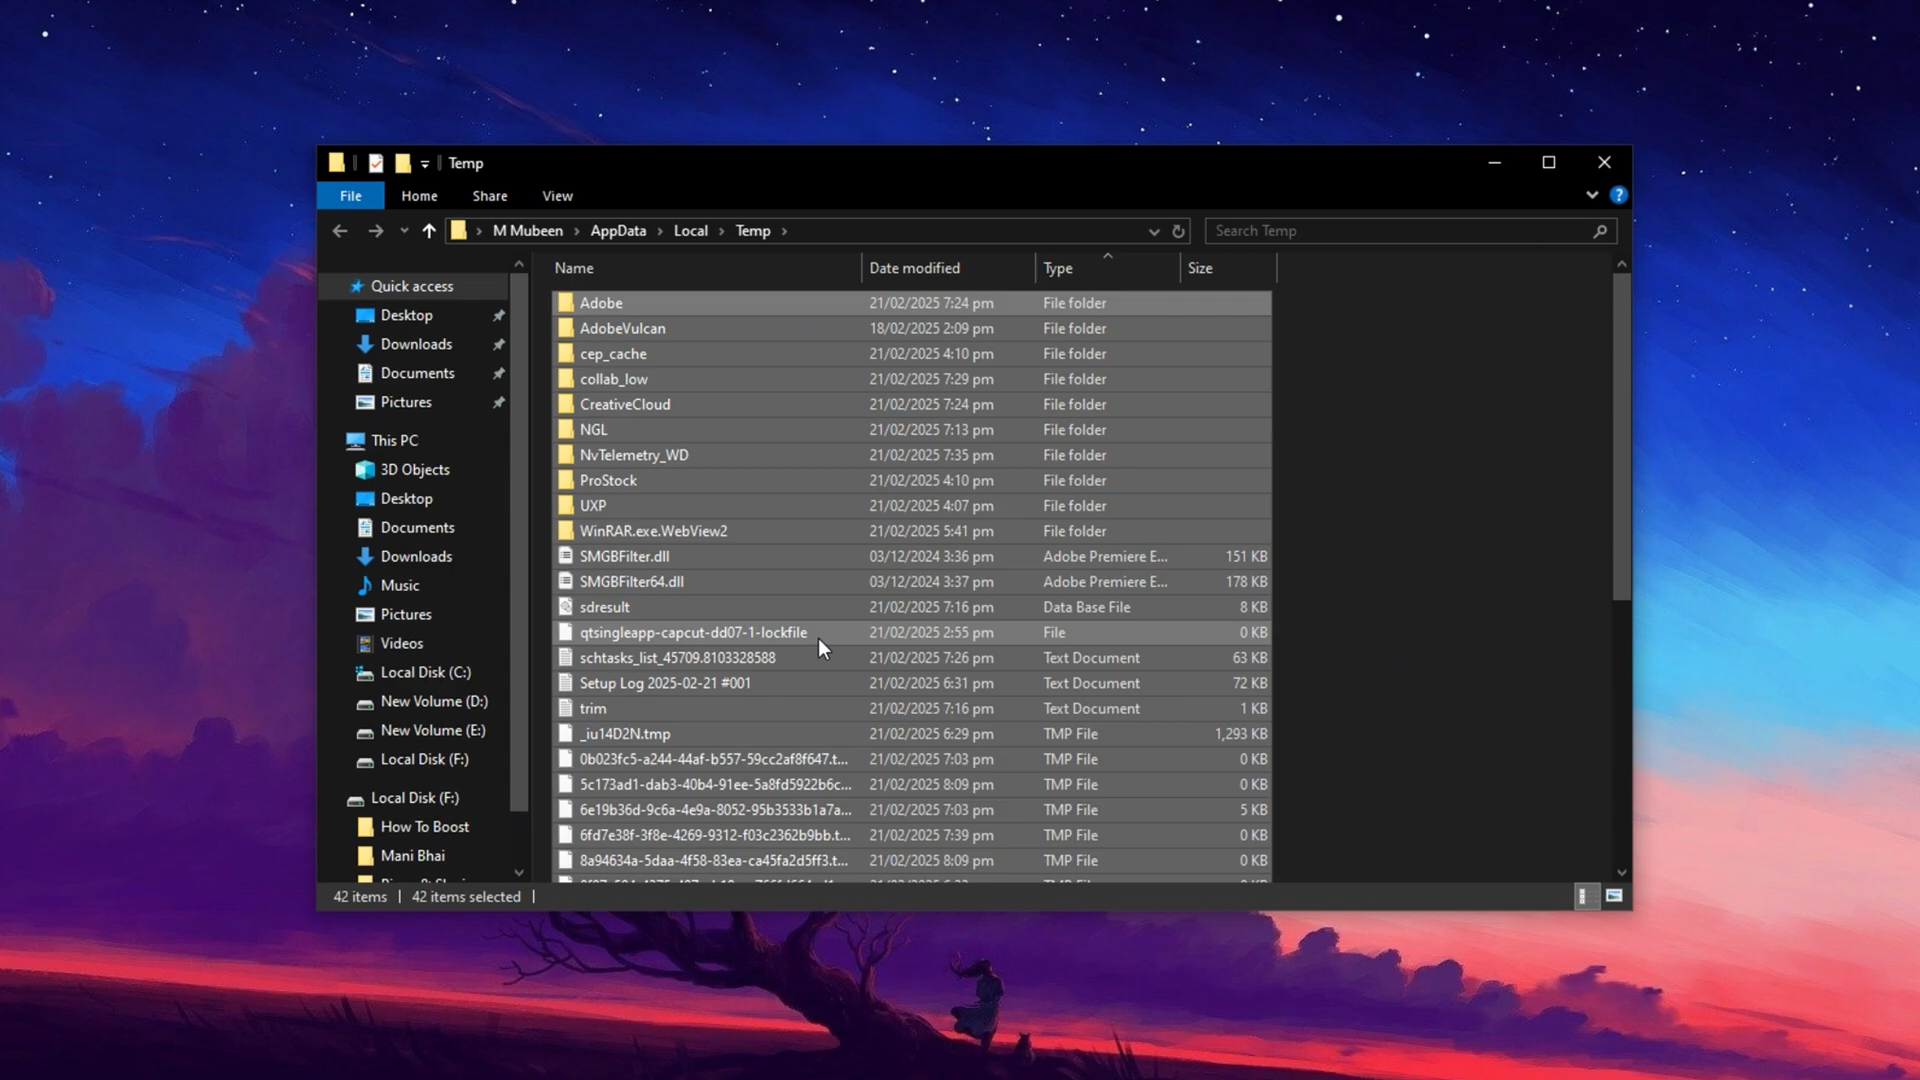 Temp
File Home Share View
M Mubeen > AppData > Local > Temp > Search Temp
Name Date modified Type Size
Quick access
Desktop
Downloads
Documents
Pictures
This PC
3D Objects
Desktop
Documents
Downloads
Music
Pictures
Videos
Local Disk (C:)
New Volume (D:)
New Volume (E:)
Local Disk (F:)
Local Disk (F:)
How To Boost
Mani Bhai
Adobe 21/02/2025 7:24 pm File folder
AdobeVulcan 18/02/2025 2:09 pm File folder
cep_cache 21/02/2025 4:10 pm File folder
collab_low 21/02/2025 7:29 pm File folder
CreativeCloud 21/02/2025 7:24 pm File folder
NGL 21/02/2025 7:13 pm File folder
NvTelemetry_WD 21/02/2025 7:35 pm File folder
ProStock 21/02/2025 4:10 pm File folder
UXP 21/02/2025 4:07 pm File folder
WinRAR.exe.WebView2 21/02/2025 5:41 pm File folder
SMGBFilter.dll 03/12/2024 3:36 pm Adobe Premiere E... 151 KB
SMGBFilter64.dll 03/12/2024 3:37 pm Adobe Premiere E... 178 KB
sdresult 21/02/2025 7:16 pm Data Base File 8 KB
qtsingleapp-capcut-dd07-1-lockfile 21/02/2025 2:55 pm File 0 KB
schtasks_list_45709.8103328588 21/02/2025 7:26 pm Text Document 63 KB
Setup Log 2025-02-21 #001 21/02/2025 6:31 pm Text Document 72 KB
trim 21/02/2025 7:16 pm Text Document 1 KB
_iu14D2N.tmp 21/02/2025 6:29 pm TMP File 1,293 KB
0b023fc5-a244-44af-b557-59cc2af8f647.t... 21/02/2025 7:03 pm TMP File 0 KB
5c173ad1-dab3-40b4-91ee-5a8fd5922b6c... 21/02/2025 8:09 pm TMP File 0 KB
6e19b36d-9c6a-4e9a-8052-95b3533b1a7a... 21/02/2025 7:03 pm TMP File 5 KB
6fd7e38f-3f8e-4269-9312-f03c2362b9bb.t... 21/02/2025 7:39 pm TMP File 0 KB
8a94634a-5daa-4f58-83ea-ca45fa2d5ff3.t... 21/02/2025 8:09 pm TMP File 0 KB
42 items 42 items selected